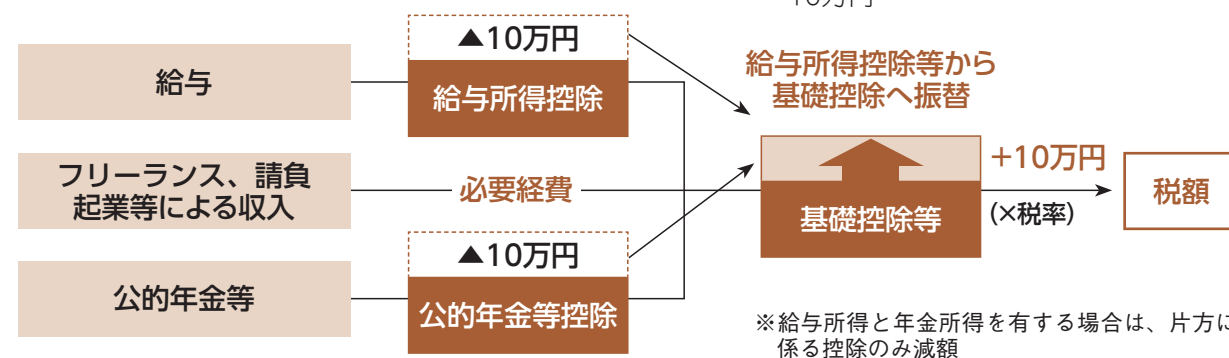 ▲10万円
給与
給与所得控除
給与所得控除等から
基礎控除へ振替
フリーランス、請負
起業等による収入
必要経費
+10万円
基礎控除等
(×税率)
税額
▲10万円
公的年金等
公的年金等控除
※給与所得と年金所得を有する場合は、片方に
係る控除のみ減額